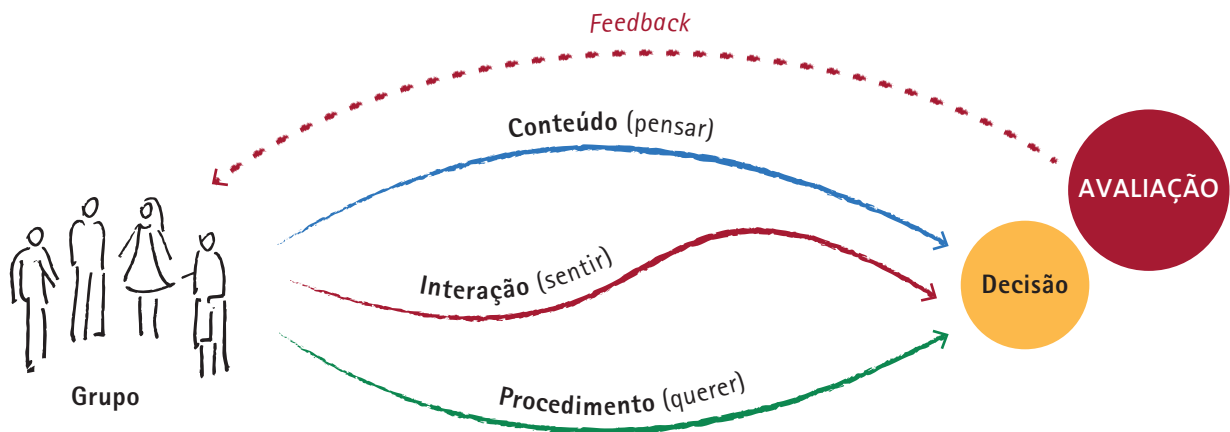 Feedback
Conteúdo (pensar)
AVALIAÇÃO
Interação (sentir)
Decisão
Procedimento (querer)
Grupo